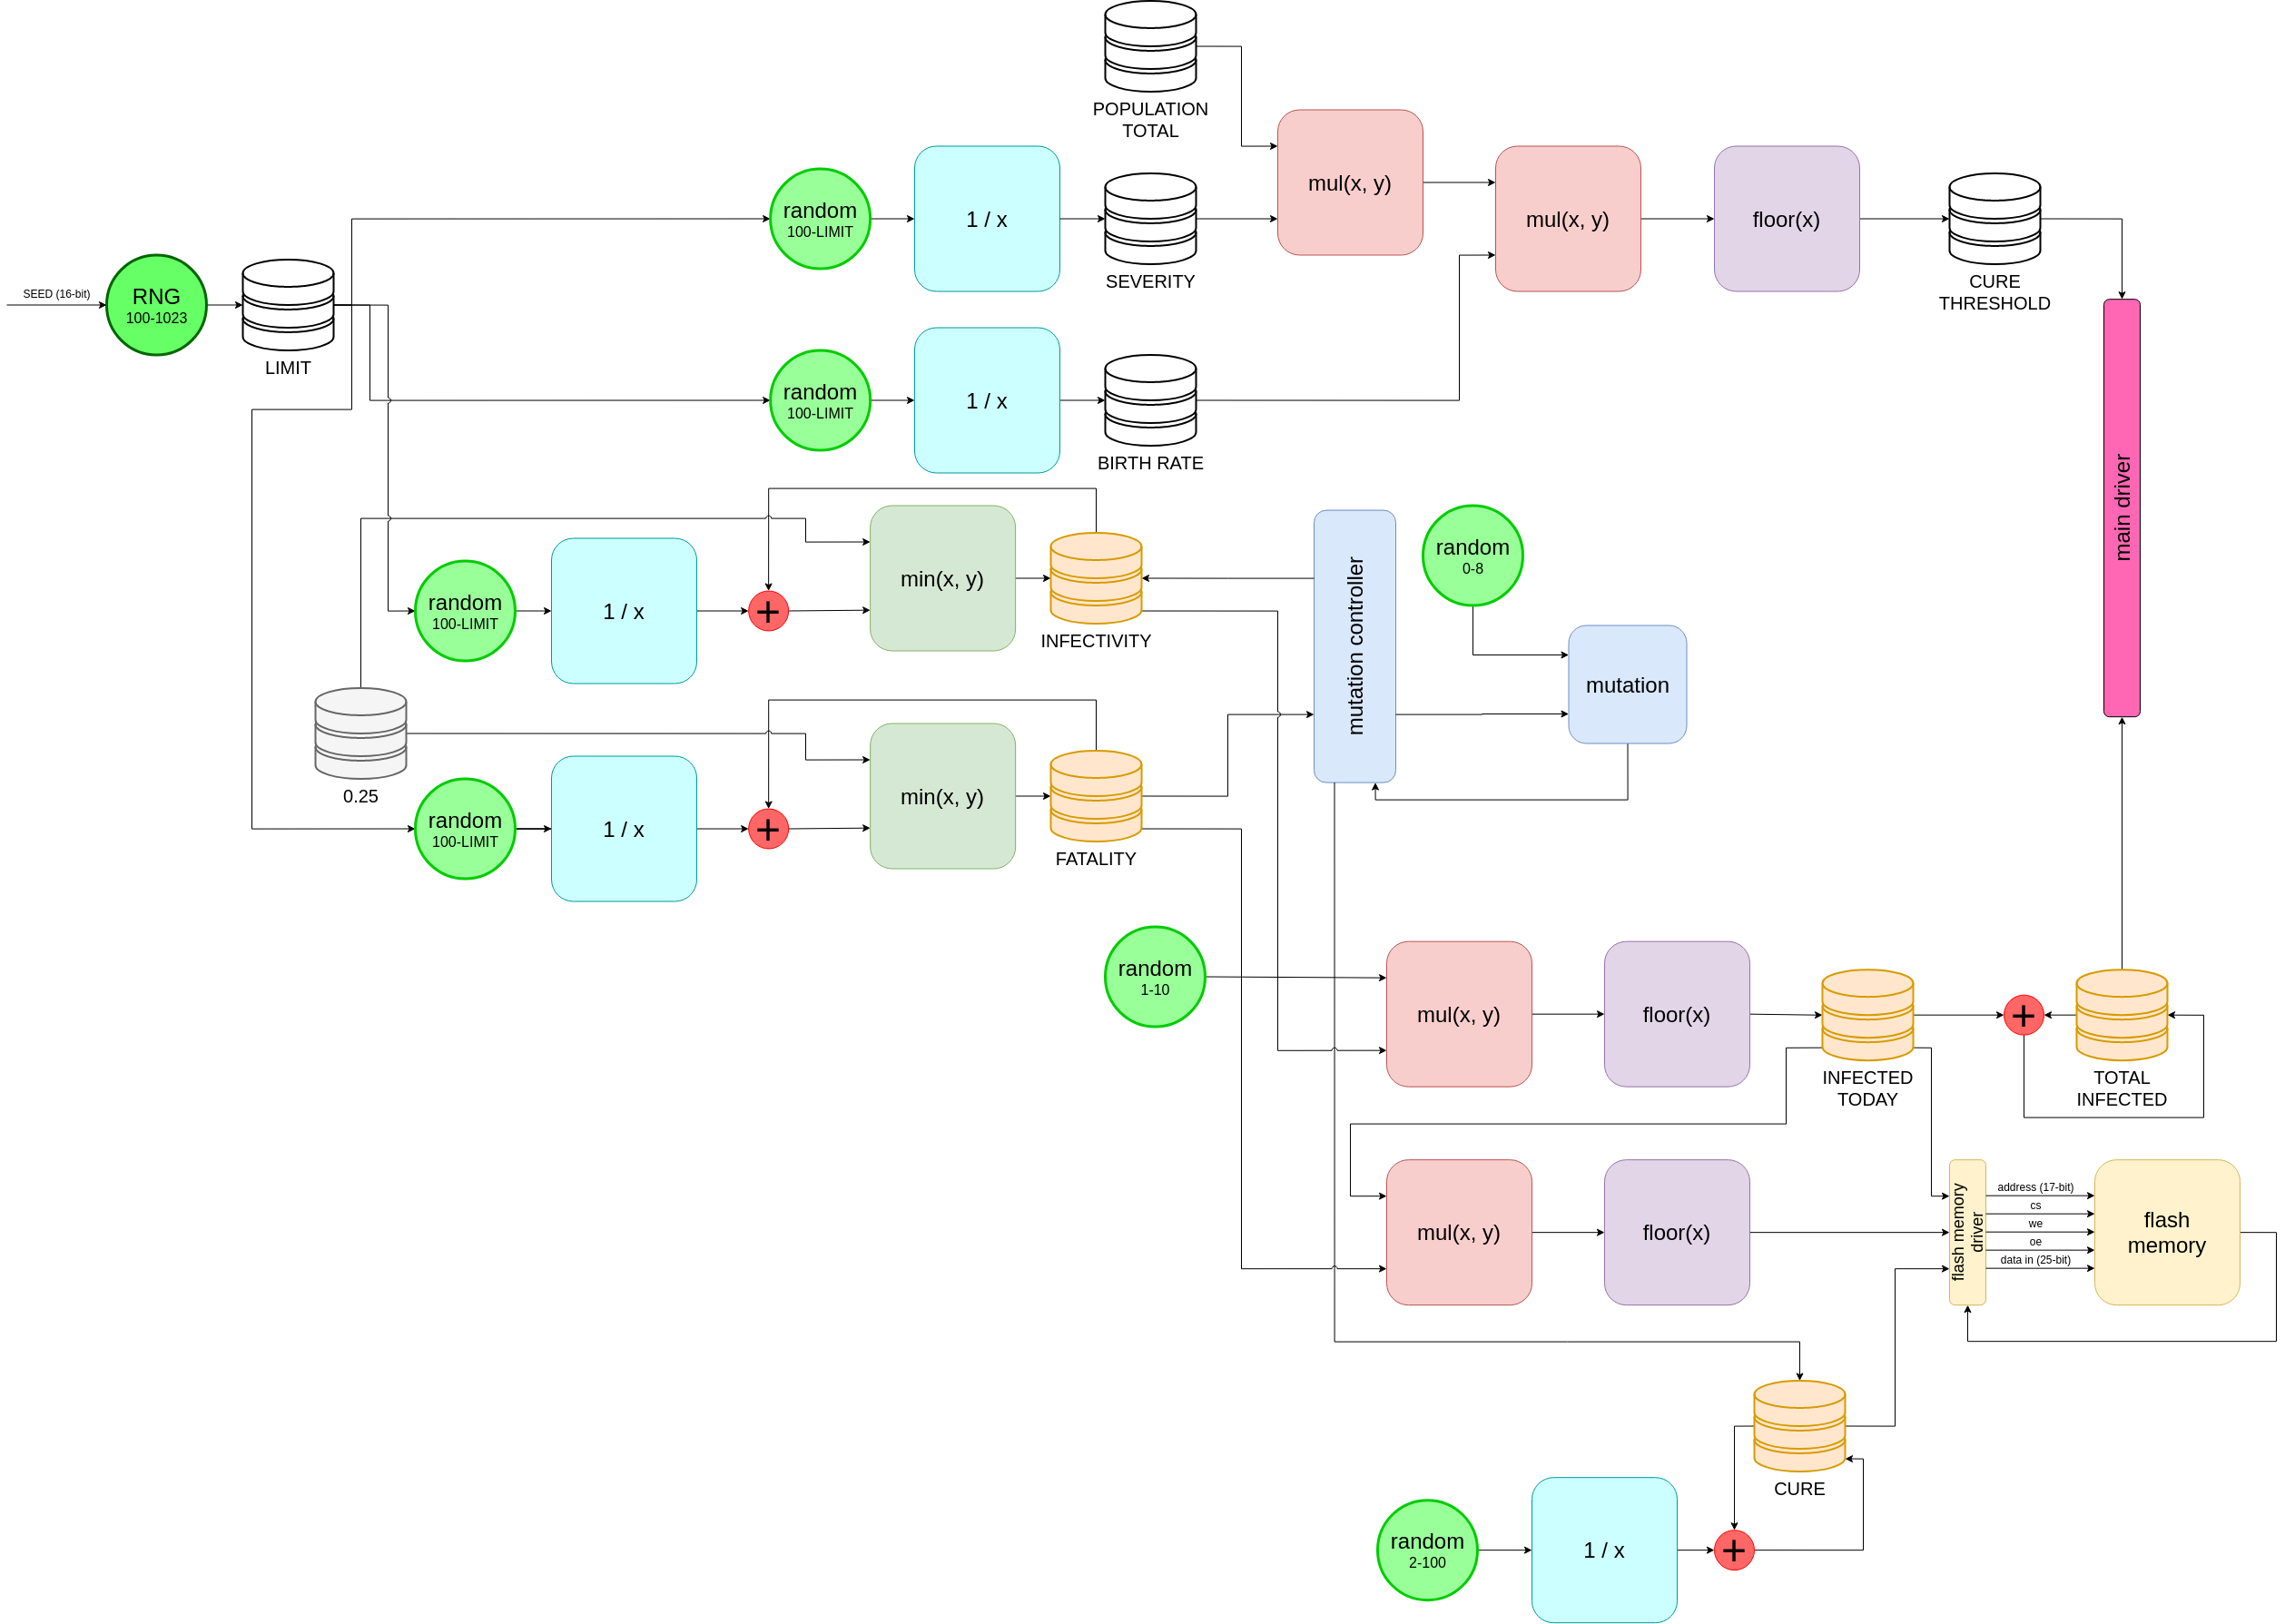 POPULATION
TOTAL
mul(x, y)
random
100-LIMIT
1 / x
SEVERITY
mul(x, y)
floor(x)
CURE
THRESHOLD
SEED (16-bit)
RNG
100-1023
LIMIT
random
100-LIMIT
1 / x
BIRTH RATE
main driver
random
100-LIMIT
1 / x
+
min(x, y)
INFECTIVITY
mutation controller
random
0-8
mutation
0.25
random
100-LIMIT
1 / x
+
min(x, y)
FATALITY
random
1-10
mul(x, y)
floor(x)
INFECTED
TODAY
+
TOTAL
INFECTED
mul(x, y)
floor(x)
flash memory
driver
address (17-bit)
cs
we
oe
data in (25-bit)
flash
memory
CURE
random
2-100
1 / x
+